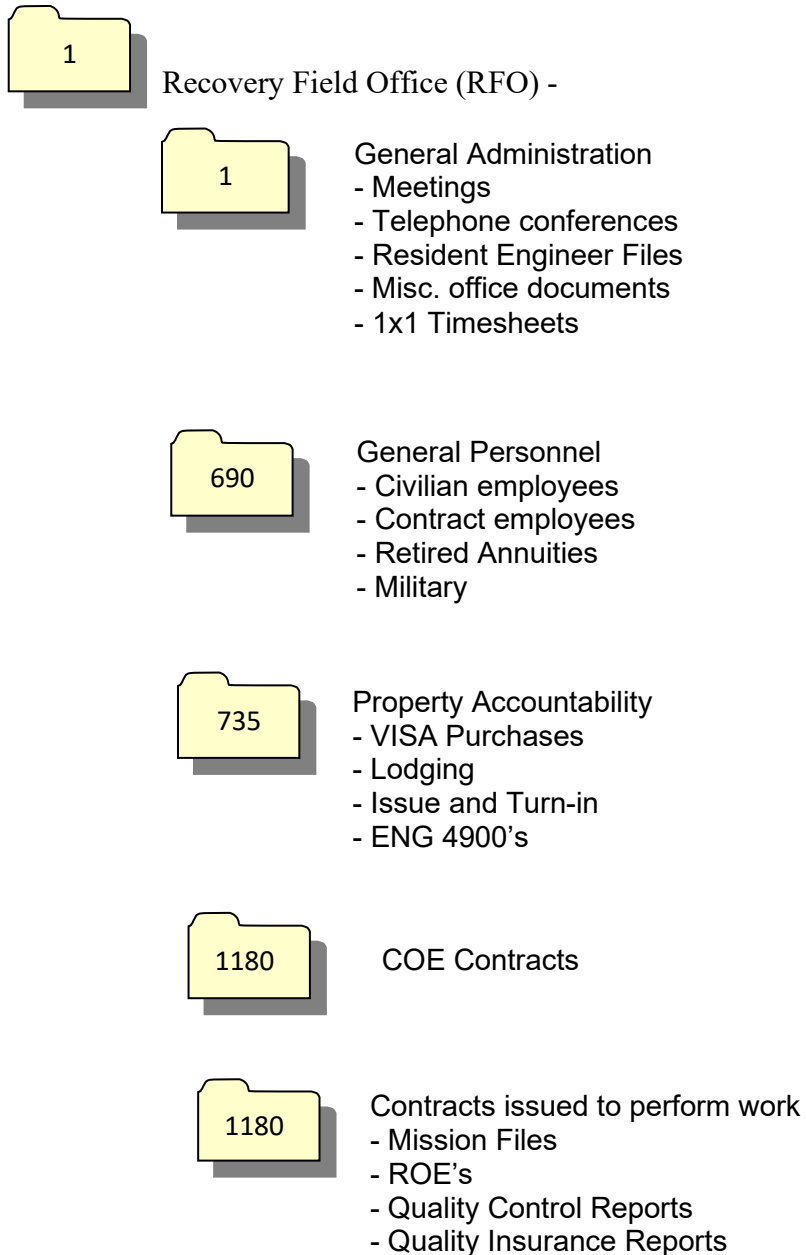 1
Recovery Field Office (RFO) -
1
General Administration
- Meetings
- Telephone conferences
- Resident Engineer Files
- Misc. office documents
- 1x1 Timesheets
690
General Personnel
- Civilian employees
- Contract employees
- Retired Annuities
- Military
735
Property Accountability
- VISA Purchases
- Lodging
- Issue and Turn-in
- ENG 4900's
1180
COE Contracts
1180
Contracts issued to perform work
- Mission Files
- ROE's
- Quality Control Reports
- Quality Insurance Reports